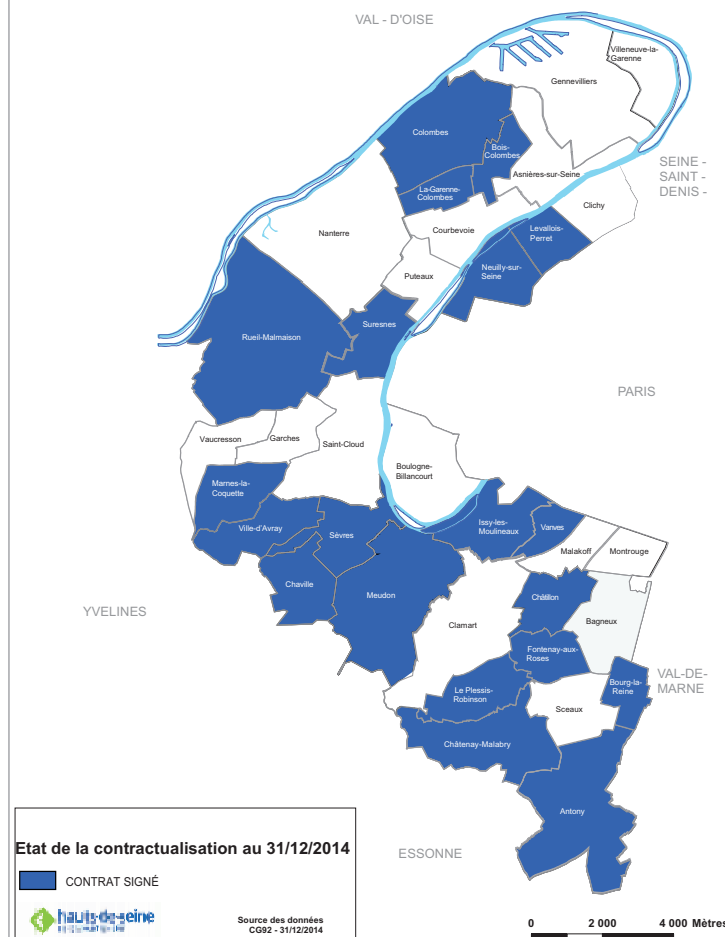 VAL - D'OISE
Villeneuve-la-
Garenne
Gennevilliers
Colombes
Bois-
Colombes
SEINE -
SAINT -
DENIS -
Asnières-sur-Seine
La-Garenne-
Colombes
Clichy
Nanterre
Courbevoie
Levallois-
Perret
Puteaux
Neuilly-sur-
Seine
Suresnes
Rueil-Malmaison
PARIS
Vaucresson
Garches
Saint-Cloud
Boulogne-
Billancourt
Marnes-la-
Coquette
Ville-d'Avray
Sèvres
Issy-les-
Moulineaux
Vanves
Malakoff
Montrouge
Chaville
Meudon
Châtillon
YVELINES
Clamart
Bagneux
Fontenay-aux-
Roses
VAL-DE-
MARNE
Bourg-la-
Reine
Le Plessis-
Robinson
Sceaux
Châtenay-Malabry
Antony
ESSONNE
Etat de la contractualisation au 31/12/2014
CONTRAT SIGNÉ
hauts-de-seine
Source des données
CG92 - 31/12/2014
0 2 000 4 000 Mètres